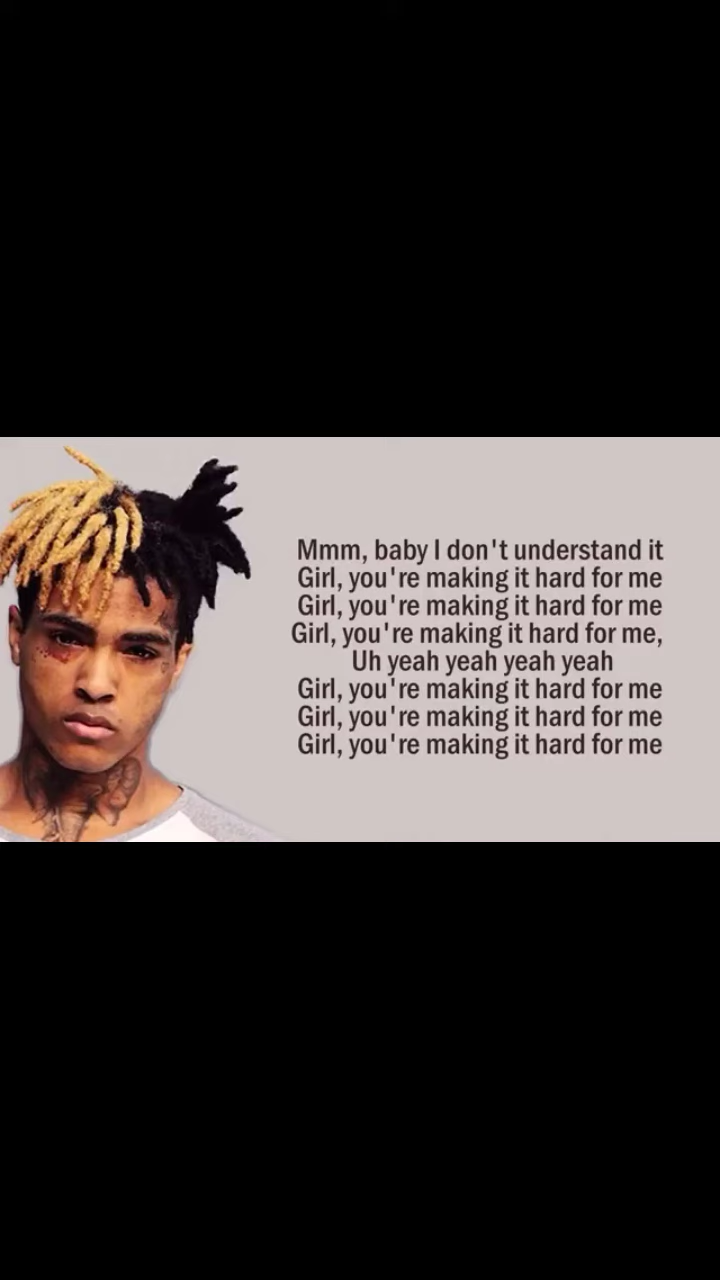 Mmm, baby I don't understand it
Girl, you're making it hard for me
Girl, you're making it hard for me
Girl, you're making it hard for me,
Uh yeah yeah yeah yeah
Girl, you're making it hard for me
Girl, you're making it hard for me
Girl, you're making it hard for me